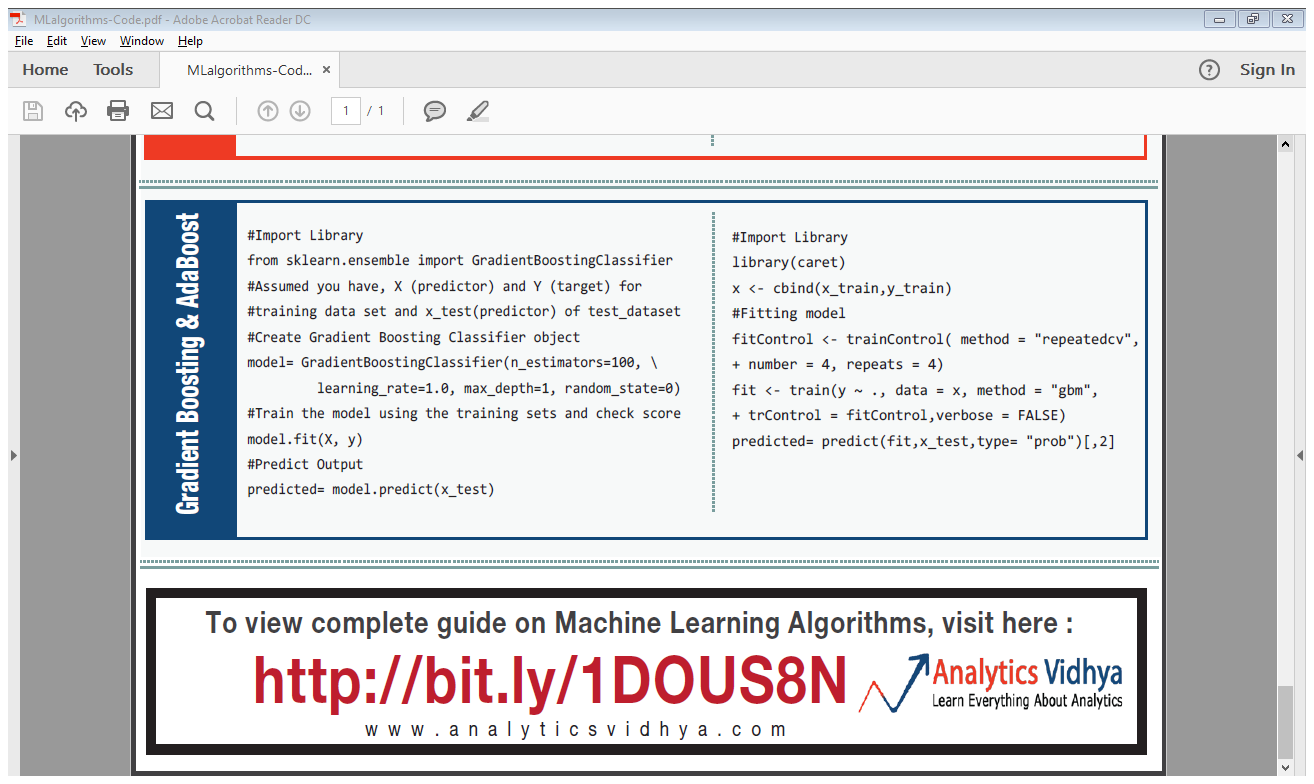 MLalgorithms-Code.pdf - Adobe Acrobat Reader DC
File Edit View Window Help
Home Tools MLalgorithms-Cod... × ? Sign In
1 / 1
Gradient Boosting & AdaBoost
#Import Library
from sklearn.ensemble import GradientBoostingClassifier
#Assumed you have, X (predictor) and Y (target) for
#training data set and x_test(predictor) of test_dataset
#Create Gradient Boosting Classifier object
model= GradientBoostingClassifier(n_estimators=100, \
learning_rate=1.0, max_depth=1, random_state=0)
#Train the model using the training sets and check score
model.fit(X, y)
#Predict Output
predicted= model.predict(x_test)
#Import Library
library(caret)
x <- cbind(x_train,y_train)
#Fitting model
fitControl <- trainControl( method = "repeatedcv",
+ number = 4, repeats = 4)
fit <- train(y ~ ., data = x, method = "gbm",
+ trControl = fitControl,verbose = FALSE)
predicted= predict(fit,x_test,type= "prob")[,2]
To view complete guide on Machine Learning Algorithms, visit here :
http://bit.ly/1DOUS8N
www.analyticsvidhya.com
Analytics Vidhya
Learn Everything About Analytics